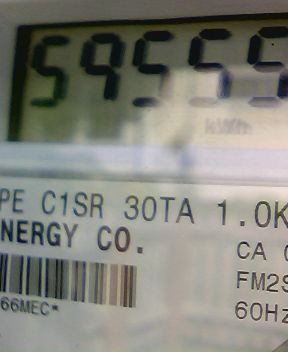 59555
kWh
PE C1SR 30TA 1.0K
NERGY CO.
CA
FM2S
66MEC*
60Hz